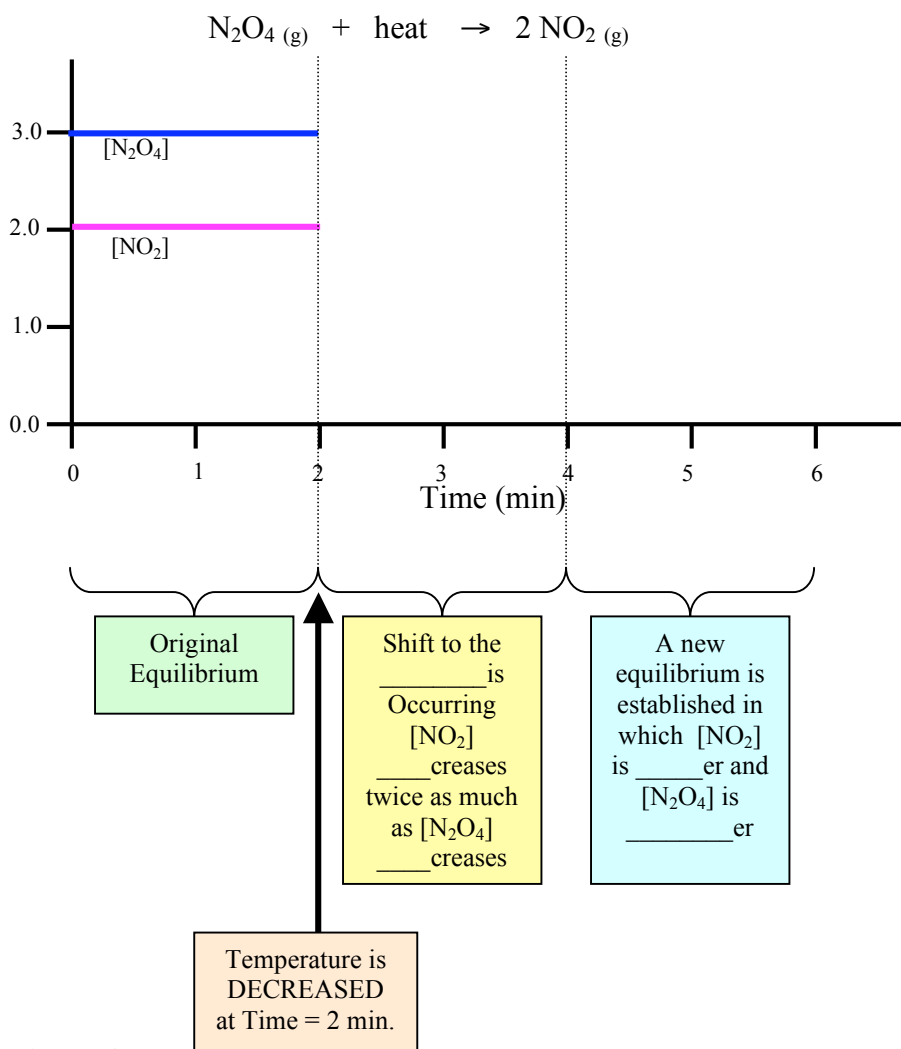 N₂O₄ (g) + heat → 2 NO₂ (g)
3.0
[N₂O₄]
2.0
[NO₂]
1.0
0.0
0 1 2 3 4 5 6
Time (min)
Original
Equilibrium
Shift to the
________is
Occurring
[NO₂]
____creases
twice as much
as [N₂O₄]
____creases
A new
equilibrium is
established in
which [NO₂]
is _____er and
[N₂O₄] is
________er
Temperature is
DECREASED
at Time = 2 min.